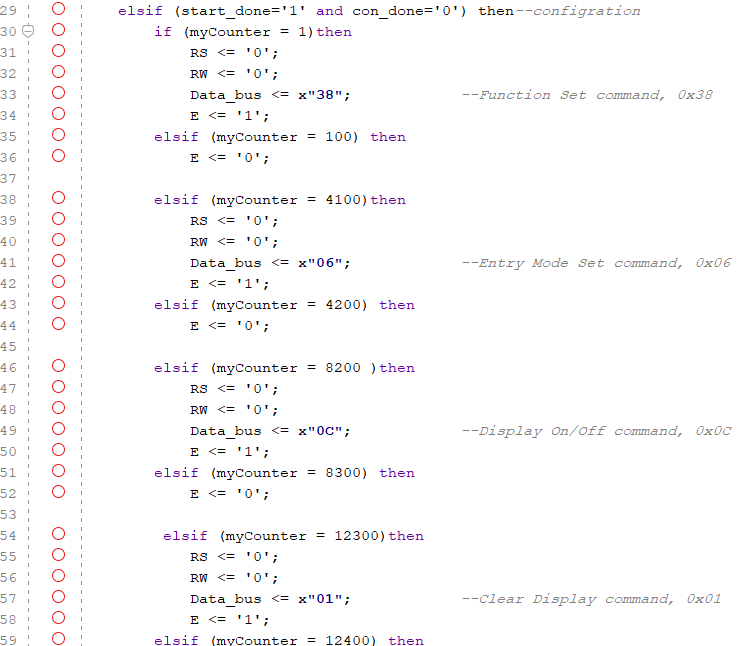 29 elsif (start_done='1' and con_done='0') then--configration
30 if (myCounter = 1)then
31 RS <= '0';
32 RW <= '0';
33 Data_bus <= x"38"; --Function Set command, 0x38
34 E <= '1';
35 elsif (myCounter = 100) then
36 E <= '0';
37
38 elsif (myCounter = 4100)then
39 RS <= '0';
40 RW <= '0';
41 Data_bus <= x"06"; --Entry Mode Set command, 0x06
42 E <= '1';
43 elsif (myCounter = 4200) then
44 E <= '0';
45
46 elsif (myCounter = 8200 )then
47 RS <= '0';
48 RW <= '0';
49 Data_bus <= x"0C"; --Display On/Off command, 0x0C
50 E <= '1';
51 elsif (myCounter = 8300) then
52 E <= '0';
53
54 elsif (myCounter = 12300)then
55 RS <= '0';
56 RW <= '0';
57 Data_bus <= x"01"; --Clear Display command, 0x01
58 E <= '1';
59 elsif (myCounter = 12400) then